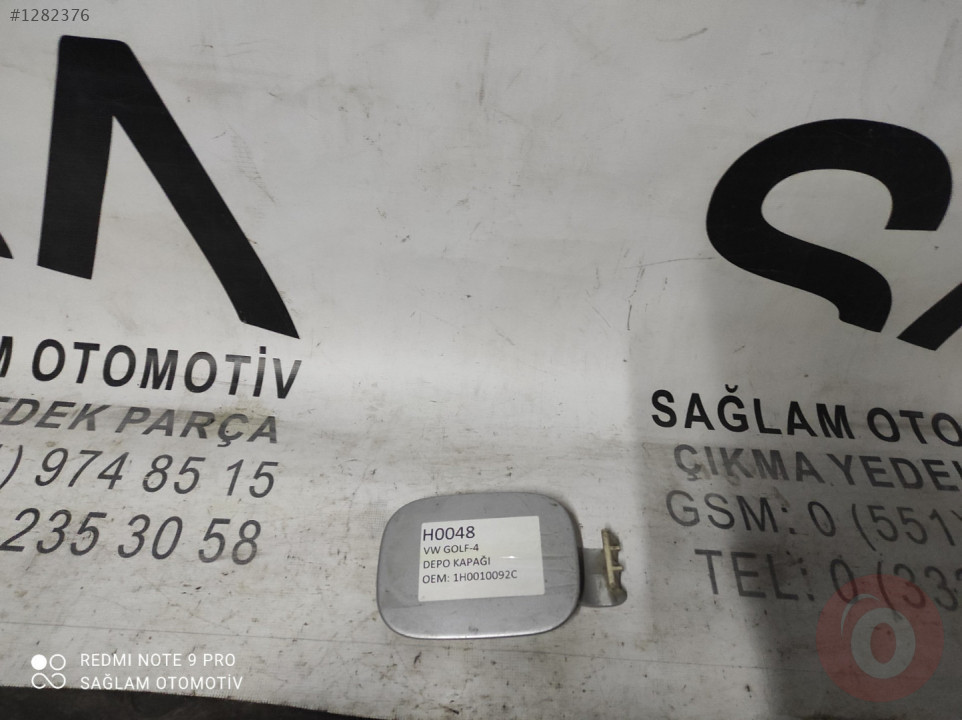 #1282376
M OTOMOTİV
EDEK PARÇA
) 974 85 15
235 30 58
SAĞLAM OTO
ÇIKMA YEDEK
GSM: 0 (551)
TEL: 0 (33
H0048
VW GOLF-4
DEPO KAPAĞI
OEM: 1H0010092C
REDMI NOTE 9 PRO
SAĞLAM OTOMOTİV